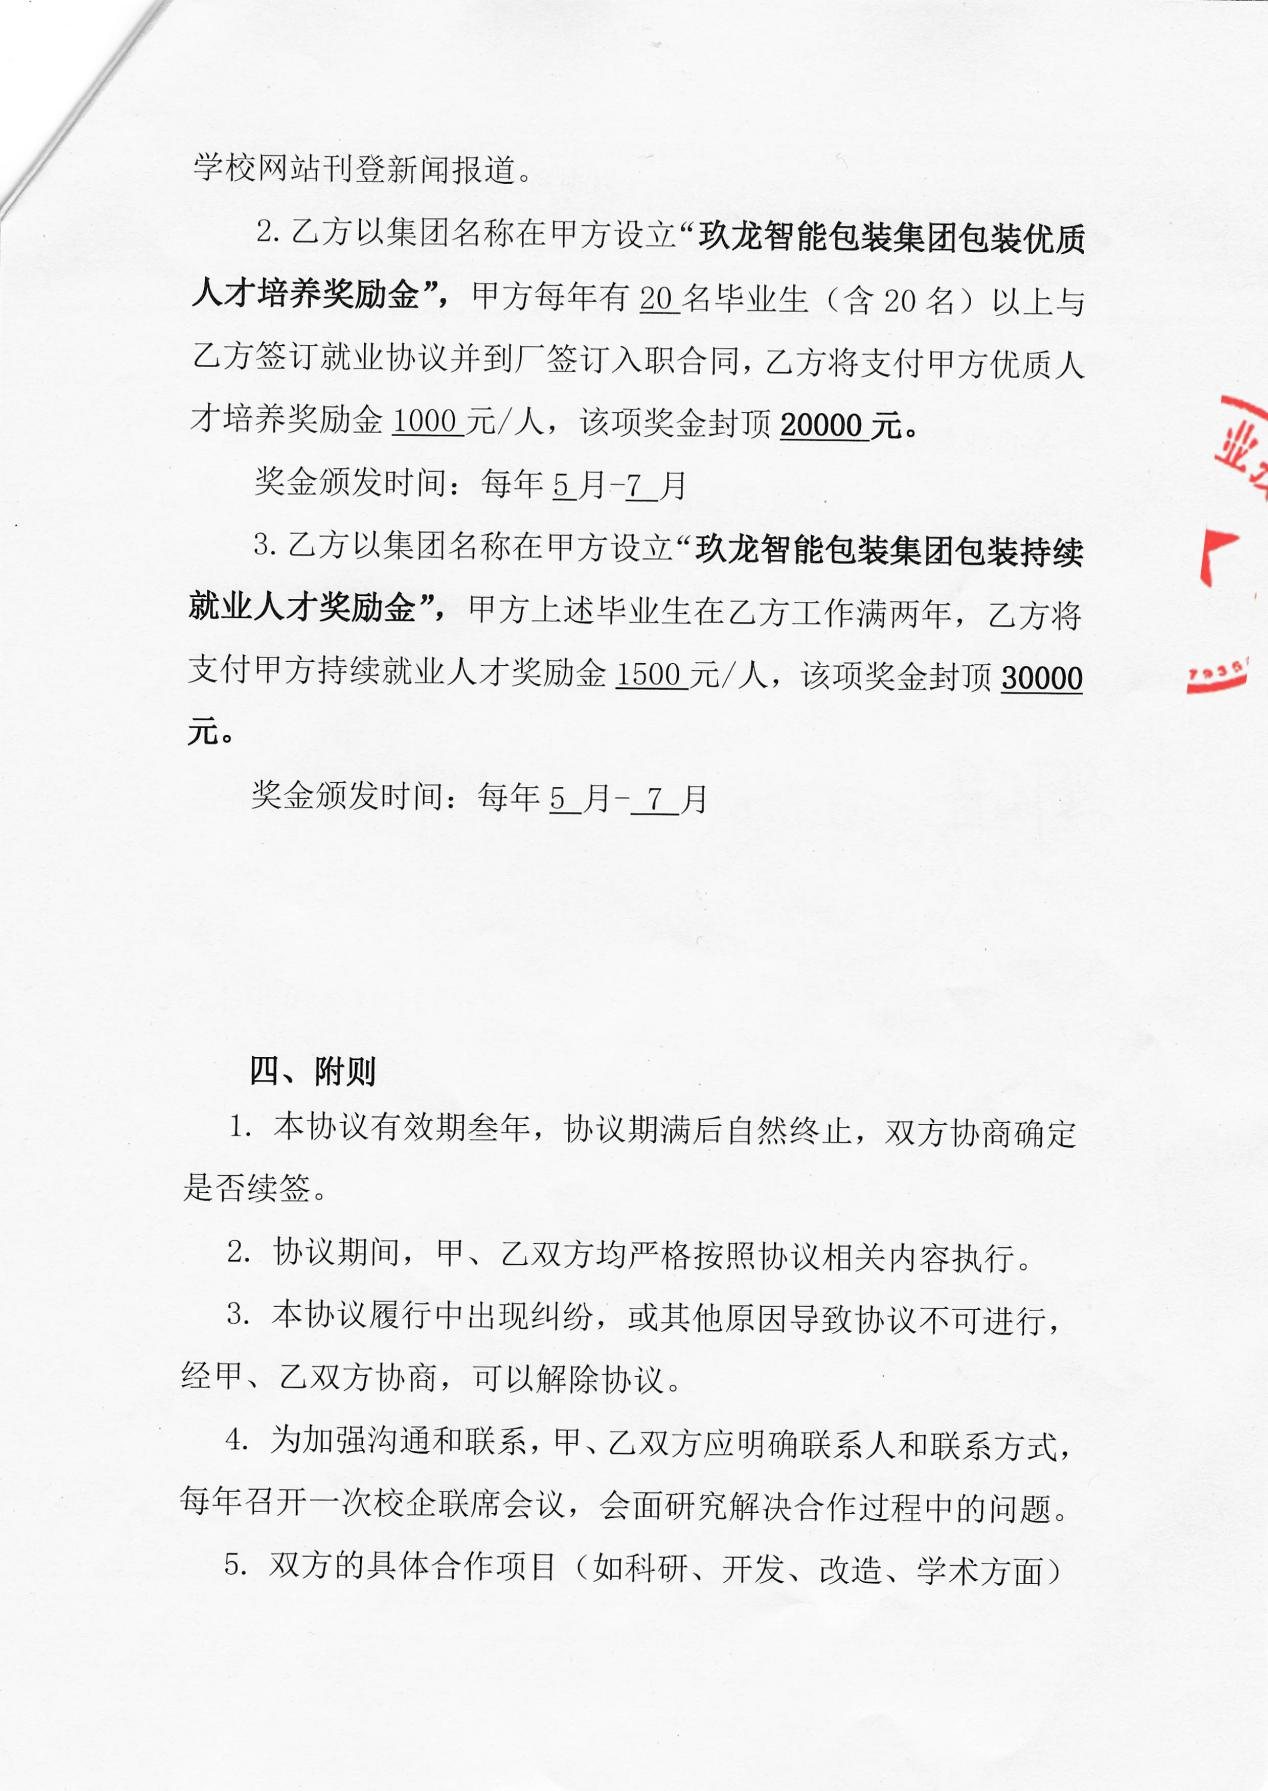 学校网站刊登新闻报道。
2.乙方以集团名称在甲方设立“玖龙智能包装集团包装优质
人才培养奖励金”，甲方每年有 20 名毕业生（含 20 名）以上与
乙方签订就业协议并到厂签订入职合同，乙方将支付甲方优质人
才培养奖励金 1000 元/人，该项奖金封顶 20000 元。
奖金颁发时间：每年 5 月-7 月
3.乙方以集团名称在甲方设立“玖龙智能包装集团包装持续
就业人才奖励金”，甲方上述毕业生在乙方工作满两年，乙方将
支付甲方持续就业人才奖励金 1500 元/人，该项奖金封顶 30000
元。
奖金颁发时间：每年 5 月- 7 月
四、附则
1. 本协议有效期叁年，协议期满后自然终止，双方协商确定
是否续签。
2. 协议期间，甲、乙双方均严格按照协议相关内容执行。
3. 本协议履行中出现纠纷，或其他原因导致协议不可进行，
经甲、乙双方协商，可以解除协议。
4. 为加强沟通和联系，甲、乙双方应明确联系人和联系方式，
每年召开一次校企联席会议，会面研究解决合作过程中的问题。
5. 双方的具体合作项目（如科研、开发、改造、学术方面）
业
7935